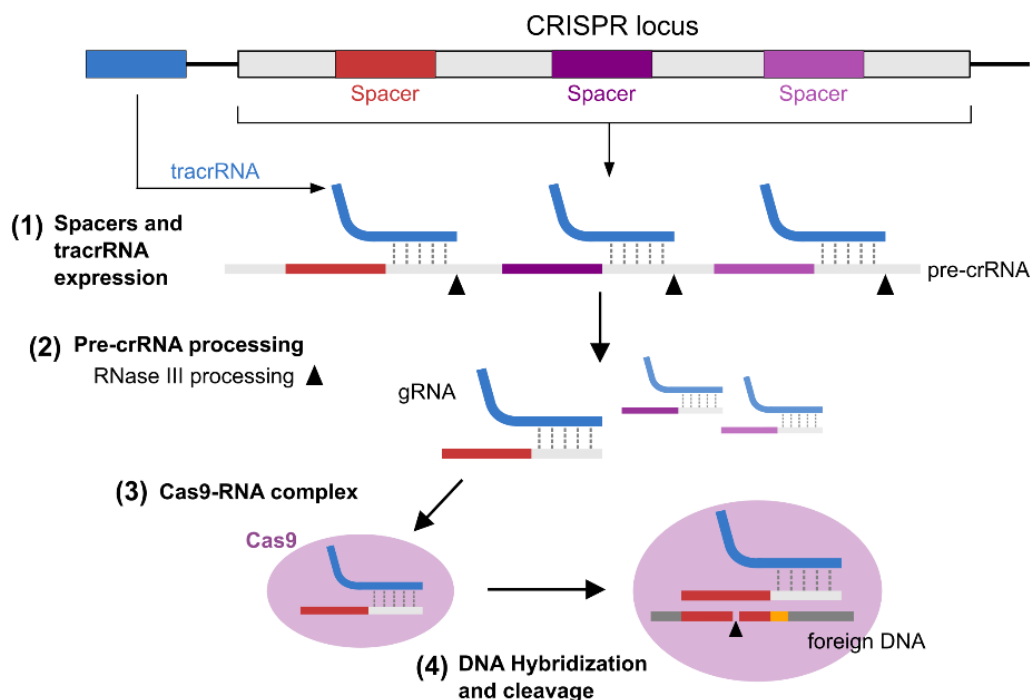 CRISPR locus
Spacer
Spacer
Spacer
tracrRNA
(1) Spacers and
tracrRNA
expression
pre-crRNA
(2) Pre-crRNA processing
RNase III processing
gRNA
(3) Cas9-RNA complex
Cas9
foreign DNA
(4) DNA Hybridization
and cleavage